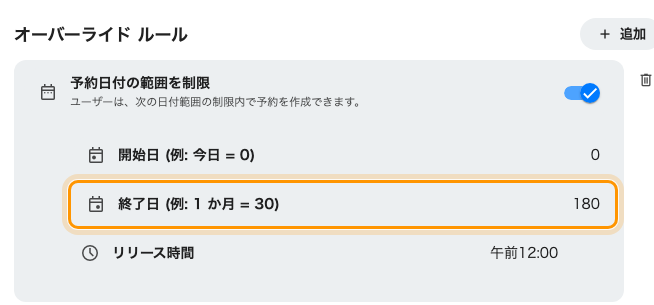 オーバーライド ルール
+ 追加
予約日付の範囲を制限
ユーザーは、次の日付範囲の制限内で予約を作成できます。
開始日 (例: 今日 = 0) 0
終了日 (例: 1 か月 = 30) 180
リリース時間 午前12:00